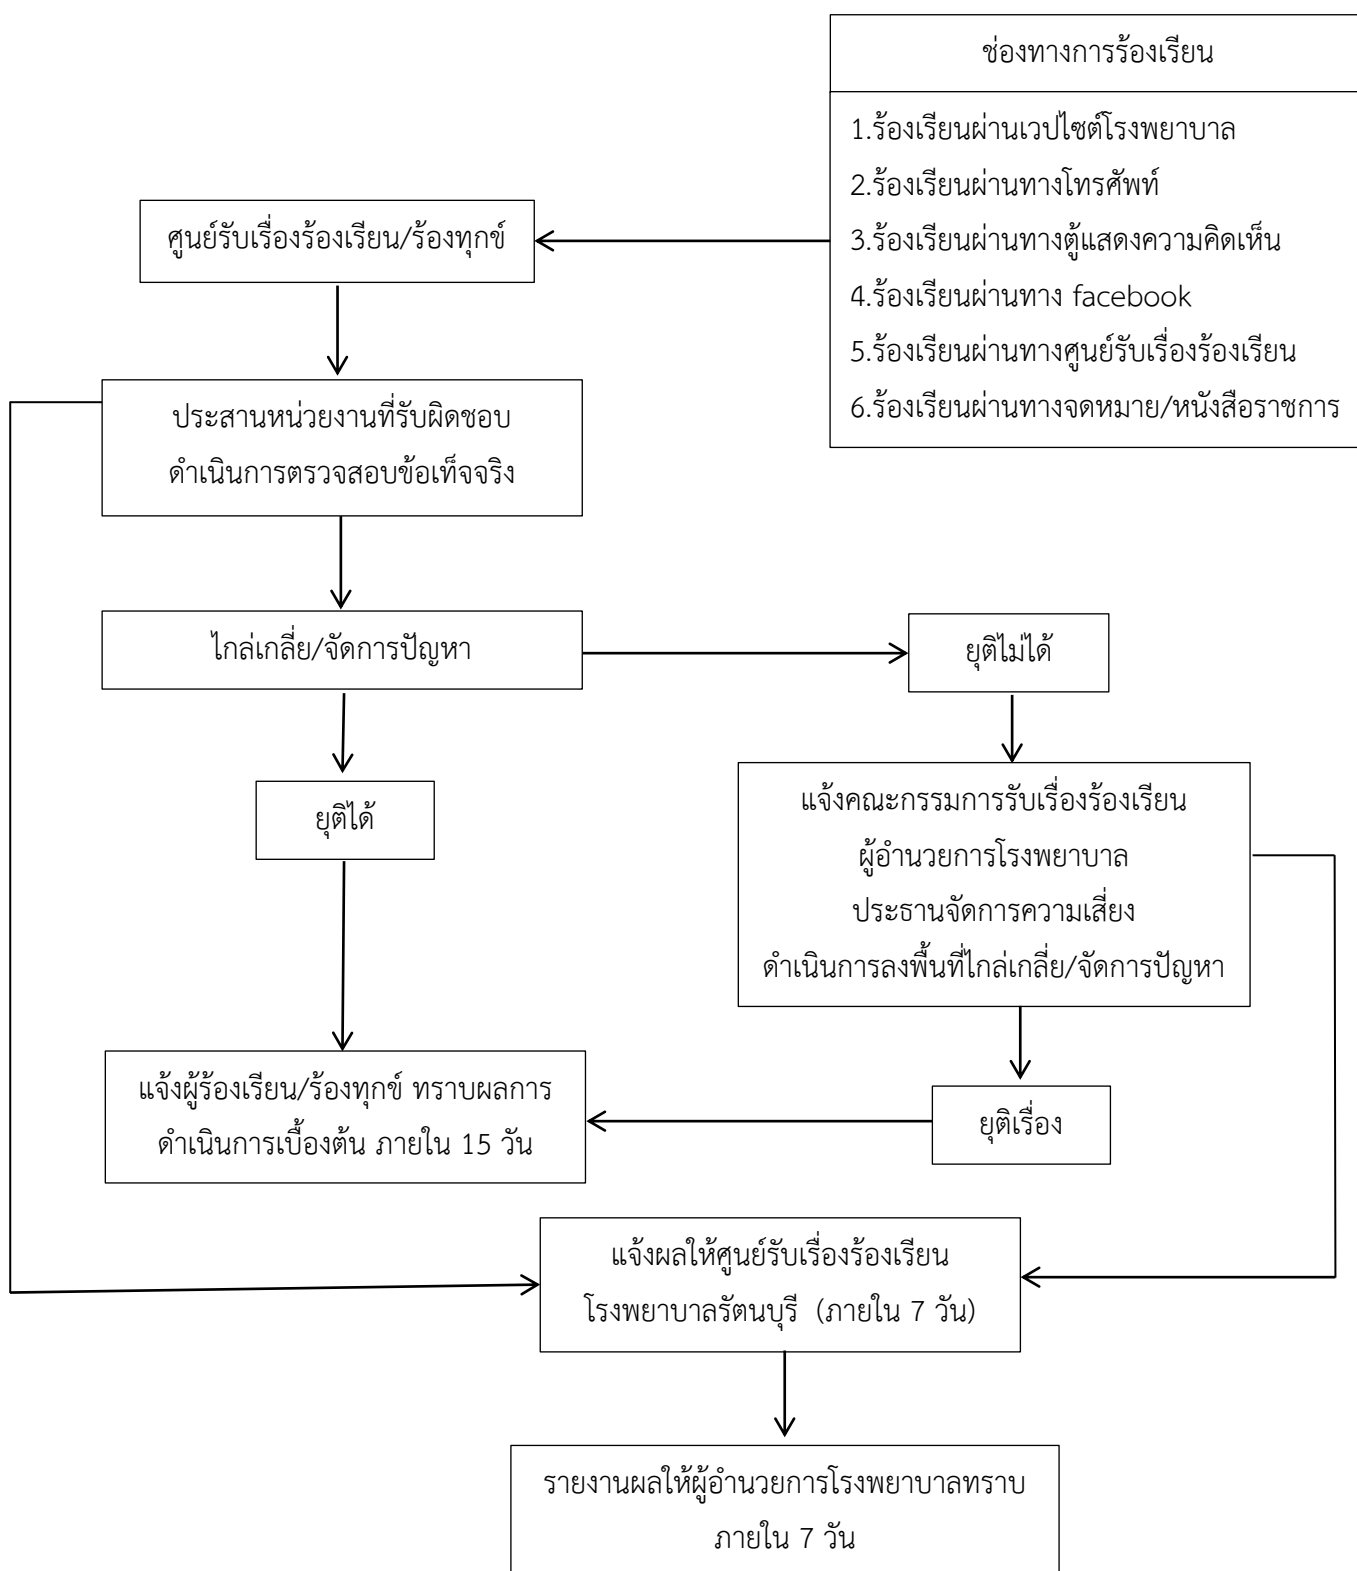 ช่องทางการร้องเรียน
1.ร้องเรียนผ่านเวปไซต์โรงพยาบาล
2.ร้องเรียนผ่านทางโทรศัพท์
3.ร้องเรียนผ่านทางตู้แสดงความคิดเห็น
4.ร้องเรียนผ่านทาง facebook
5.ร้องเรียนผ่านทางศูนย์รับเรื่องร้องเรียน
6.ร้องเรียนผ่านทางจดหมาย/หนังสือราชการ
ศูนย์รับเรื่องร้องเรียน/ร้องทุกข์
ประสานหน่วยงานที่รับผิดชอบ
ดำเนินการตรวจสอบข้อเท็จจริง
ไกล่เกลี่ย/จัดการปัญหา
ยุติไม่ได้
ยุติได้
แจ้งคณะกรรมการรับเรื่องร้องเรียน
ผู้อำนวยการโรงพยาบาล
ประธานจัดการความเสี่ยง
ดำเนินการลงพื้นที่ไกล่เกลี่ย/จัดการปัญหา
แจ้งผู้ร้องเรียน/ร้องทุกข์ ทราบผลการ
ดำเนินการเบื้องต้น ภายใน 15 วัน
ยุติเรื่อง
แจ้งผลให้ศูนย์รับเรื่องร้องเรียน
โรงพยาบาลรัตนบุรี (ภายใน 7 วัน)
รายงานผลให้ผู้อำนวยการโรงพยาบาลทราบ
ภายใน 7 วัน